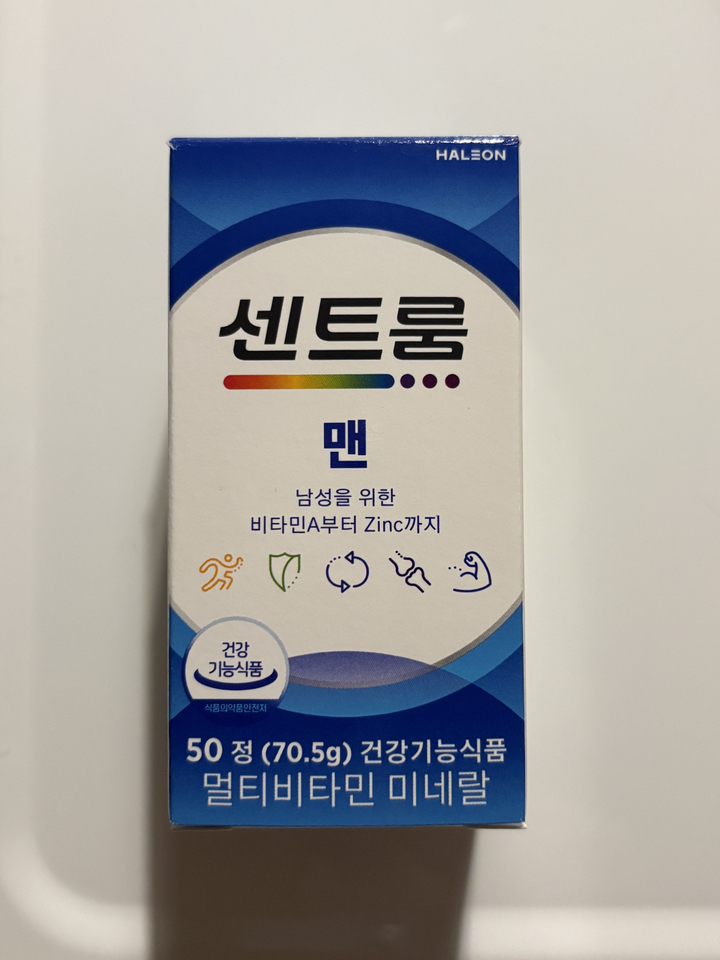 HALEON
센트룸
맨
남성을 위한
비타민A부터 Zinc까지
건강
기능식품
식품의약품안전처
50 정 (70.5g) 건강기능식품
멀티비타민 미네랄